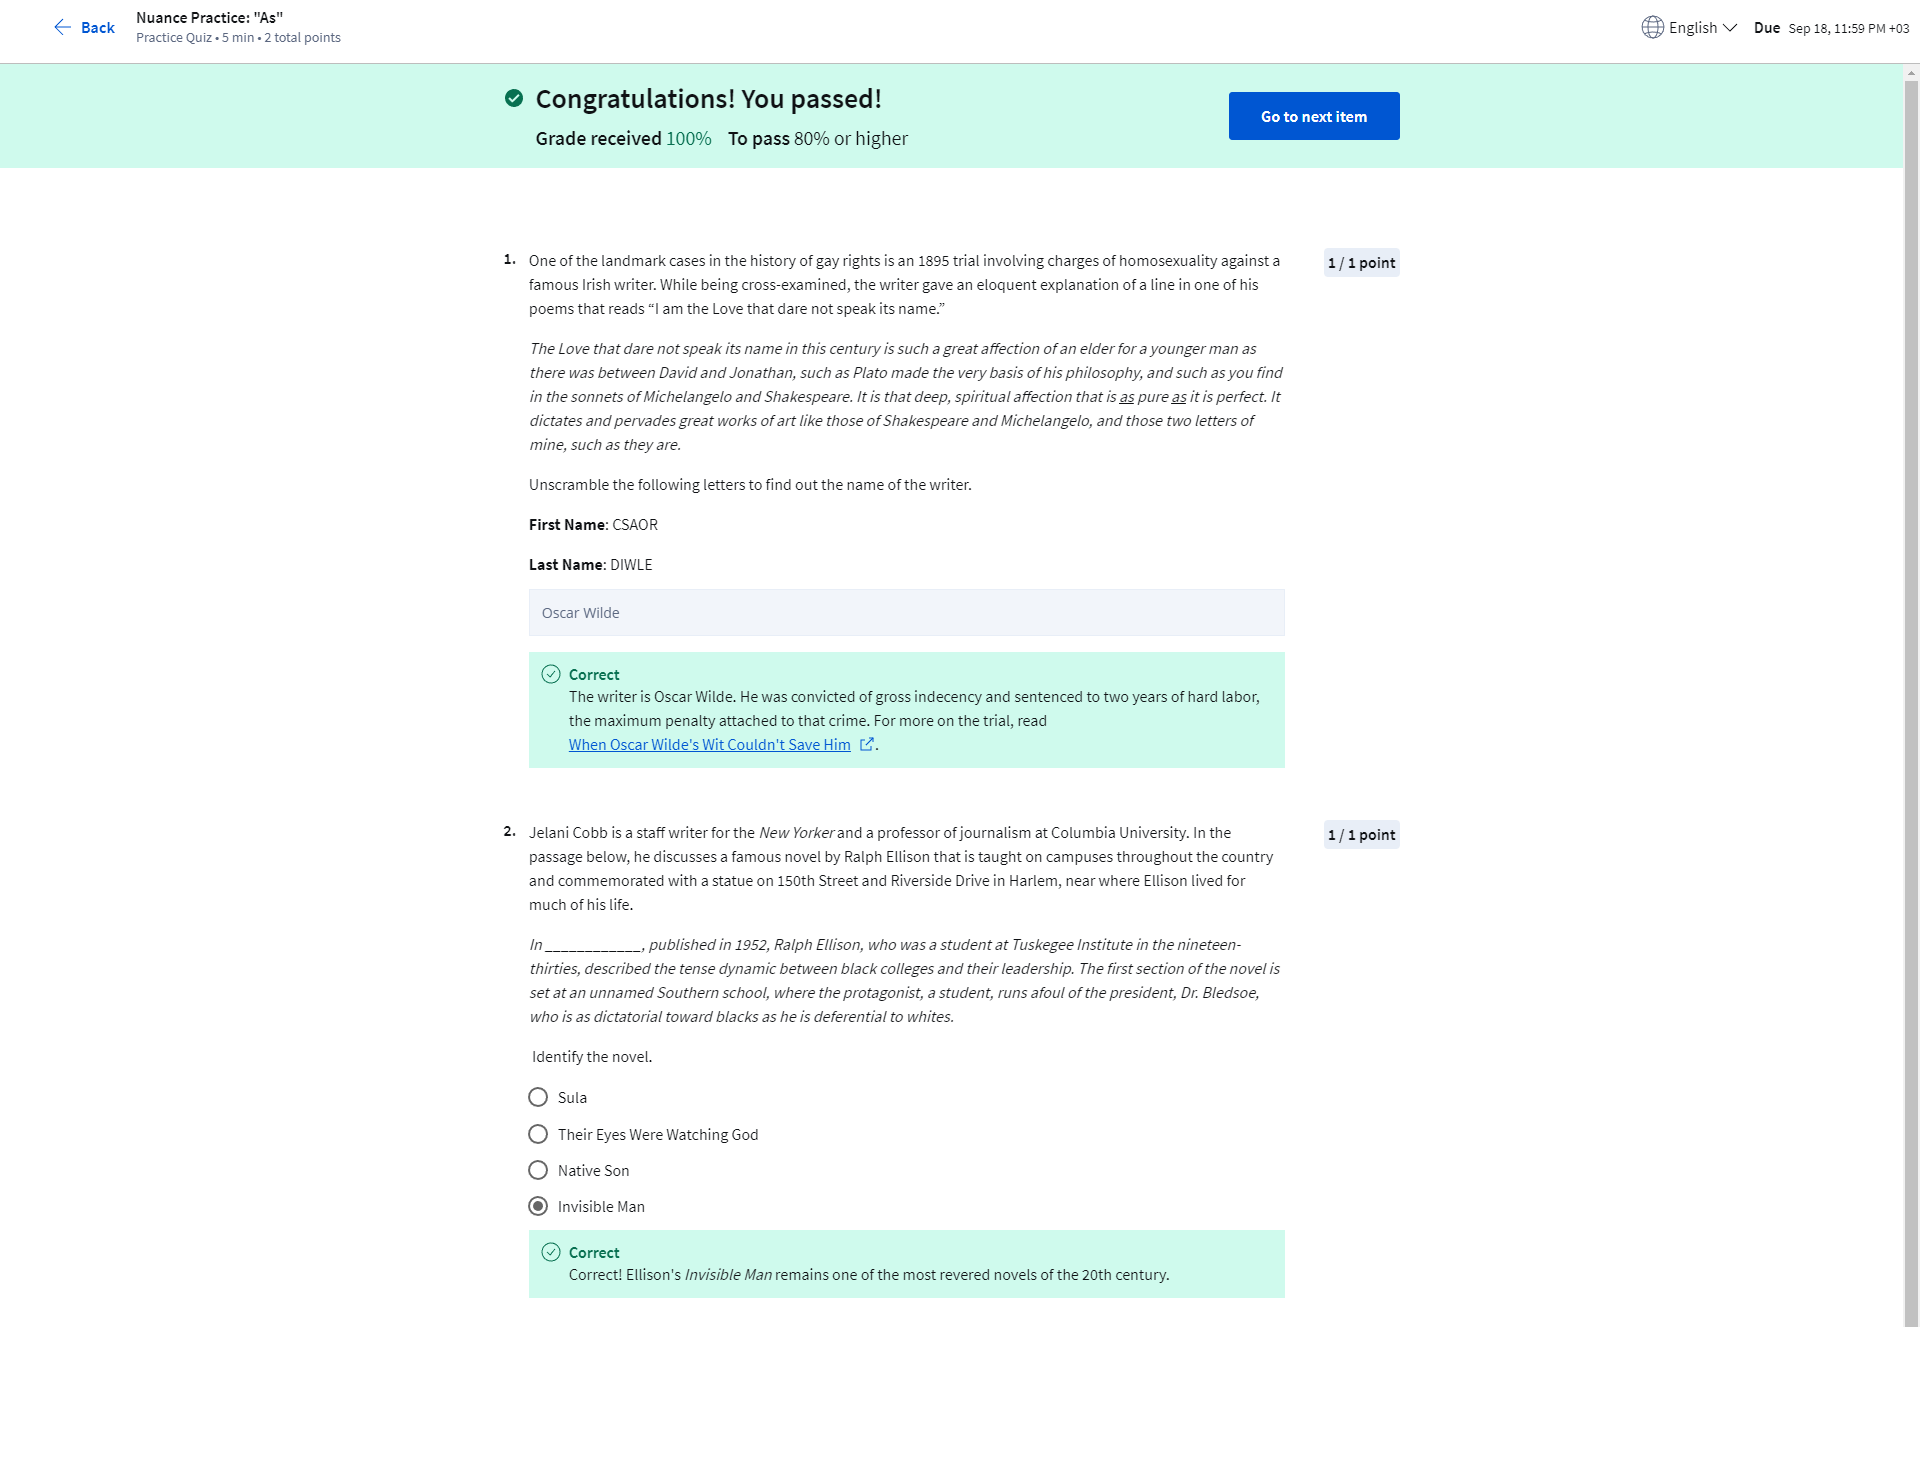 Back
Nuance Practice: "As"
Practice Quiz • 5 min • 2 total points
English
Due Sep 18, 11:59 PM +03
Congratulations! You passed!
Grade received 100% To pass 80% or higher
Go to next item
1. One of the landmark cases in the history of gay rights is an 1895 trial involving charges of homosexuality against a
famous Irish writer. While being cross-examined, the writer gave an eloquent explanation of a line in one of his
poems that reads “I am the Love that dare not speak its name.”
1 / 1 point
The Love that dare not speak its name in this century is such a great affection of an elder for a younger man as
there was between David and Jonathan, such as Plato made the very basis of his philosophy, and such as you find
in the sonnets of Michelangelo and Shakespeare. It is that deep, spiritual affection that is as pure as it is perfect. It
dictates and pervades great works of art like those of Shakespeare and Michelangelo, and those two letters of
mine, such as they are.
Unscramble the following letters to find out the name of the writer.
First Name: CSAOR
Last Name: DIWLE
Oscar Wilde
Correct
The writer is Oscar Wilde. He was convicted of gross indecency and sentenced to two years of hard labor,
the maximum penalty attached to that crime. For more on the trial, read
When Oscar Wilde's Wit Couldn't Save Him .
2. Jelani Cobb is a staff writer for the New Yorker and a professor of journalism at Columbia University. In the
passage below, he discusses a famous novel by Ralph Ellison that is taught on campuses throughout the country
and commemorated with a statue on 150th Street and Riverside Drive in Harlem, near where Ellison lived for
much of his life.
1 / 1 point
In ____________, published in 1952, Ralph Ellison, who was a student at Tuskegee Institute in the nineteen-
thirties, described the tense dynamic between black colleges and their leadership. The first section of the novel is
set at an unnamed Southern school, where the protagonist, a student, runs afoul of the president, Dr. Bledsoe,
who is as dictatorial toward blacks as he is deferential to whites.
Identify the novel.
Sula
Their Eyes Were Watching God
Native Son
Invisible Man
Correct
Correct! Ellison's Invisible Man remains one of the most revered novels of the 20th century.